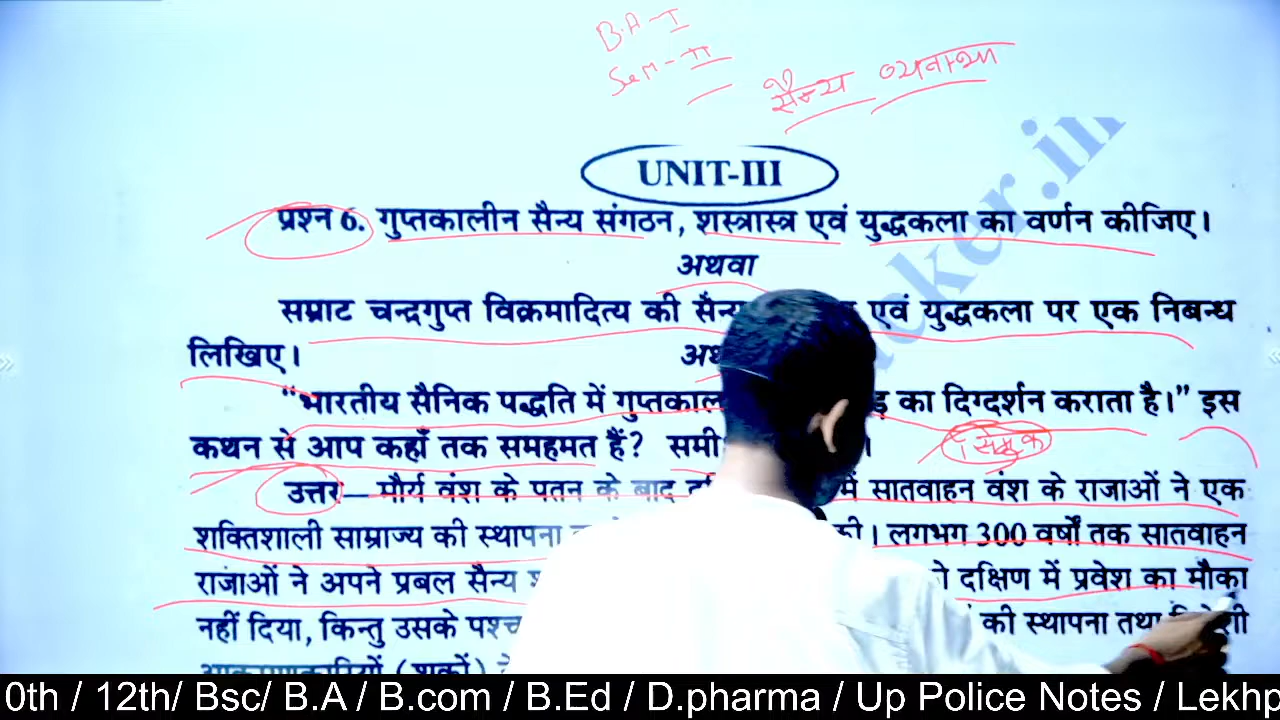 B.A-I
Sem-II
सैन्य व्यवस्था
UNIT-III
प्रश्न 6. गुप्तकालीन सैन्य संगठन, शस्त्रास्त्र एवं युद्धकला का वर्णन कीजिए।
अथवा
सम्राट चन्द्रगुप्त विक्रमादित्य की एवं युद्धकला पर एक निबन्ध
लिखिए।
"भारतीय सैनिक पद्धति में का दिग्दर्शन कराता है।" इस
कथन से आप कहाँ तक समहमत हैं?
उत्तर— मौर्य वंश के पतन के बाद में सातवाहन वंश के राजाओं ने एक
शक्तिशाली साम्राज्य की स्थापना की। लगभग 300 वर्षों तक सातवाहन
राजाओं ने अपने प्रबल सैन्य दक्षिण में प्रवेश का मौका
नहीं दिया, किन्तु उसके की स्थापना तथा
acker.in
0th / 12th/ Bsc/ B.A / B.com / B.Ed / D.pharma / Up Police Notes / Lekhp